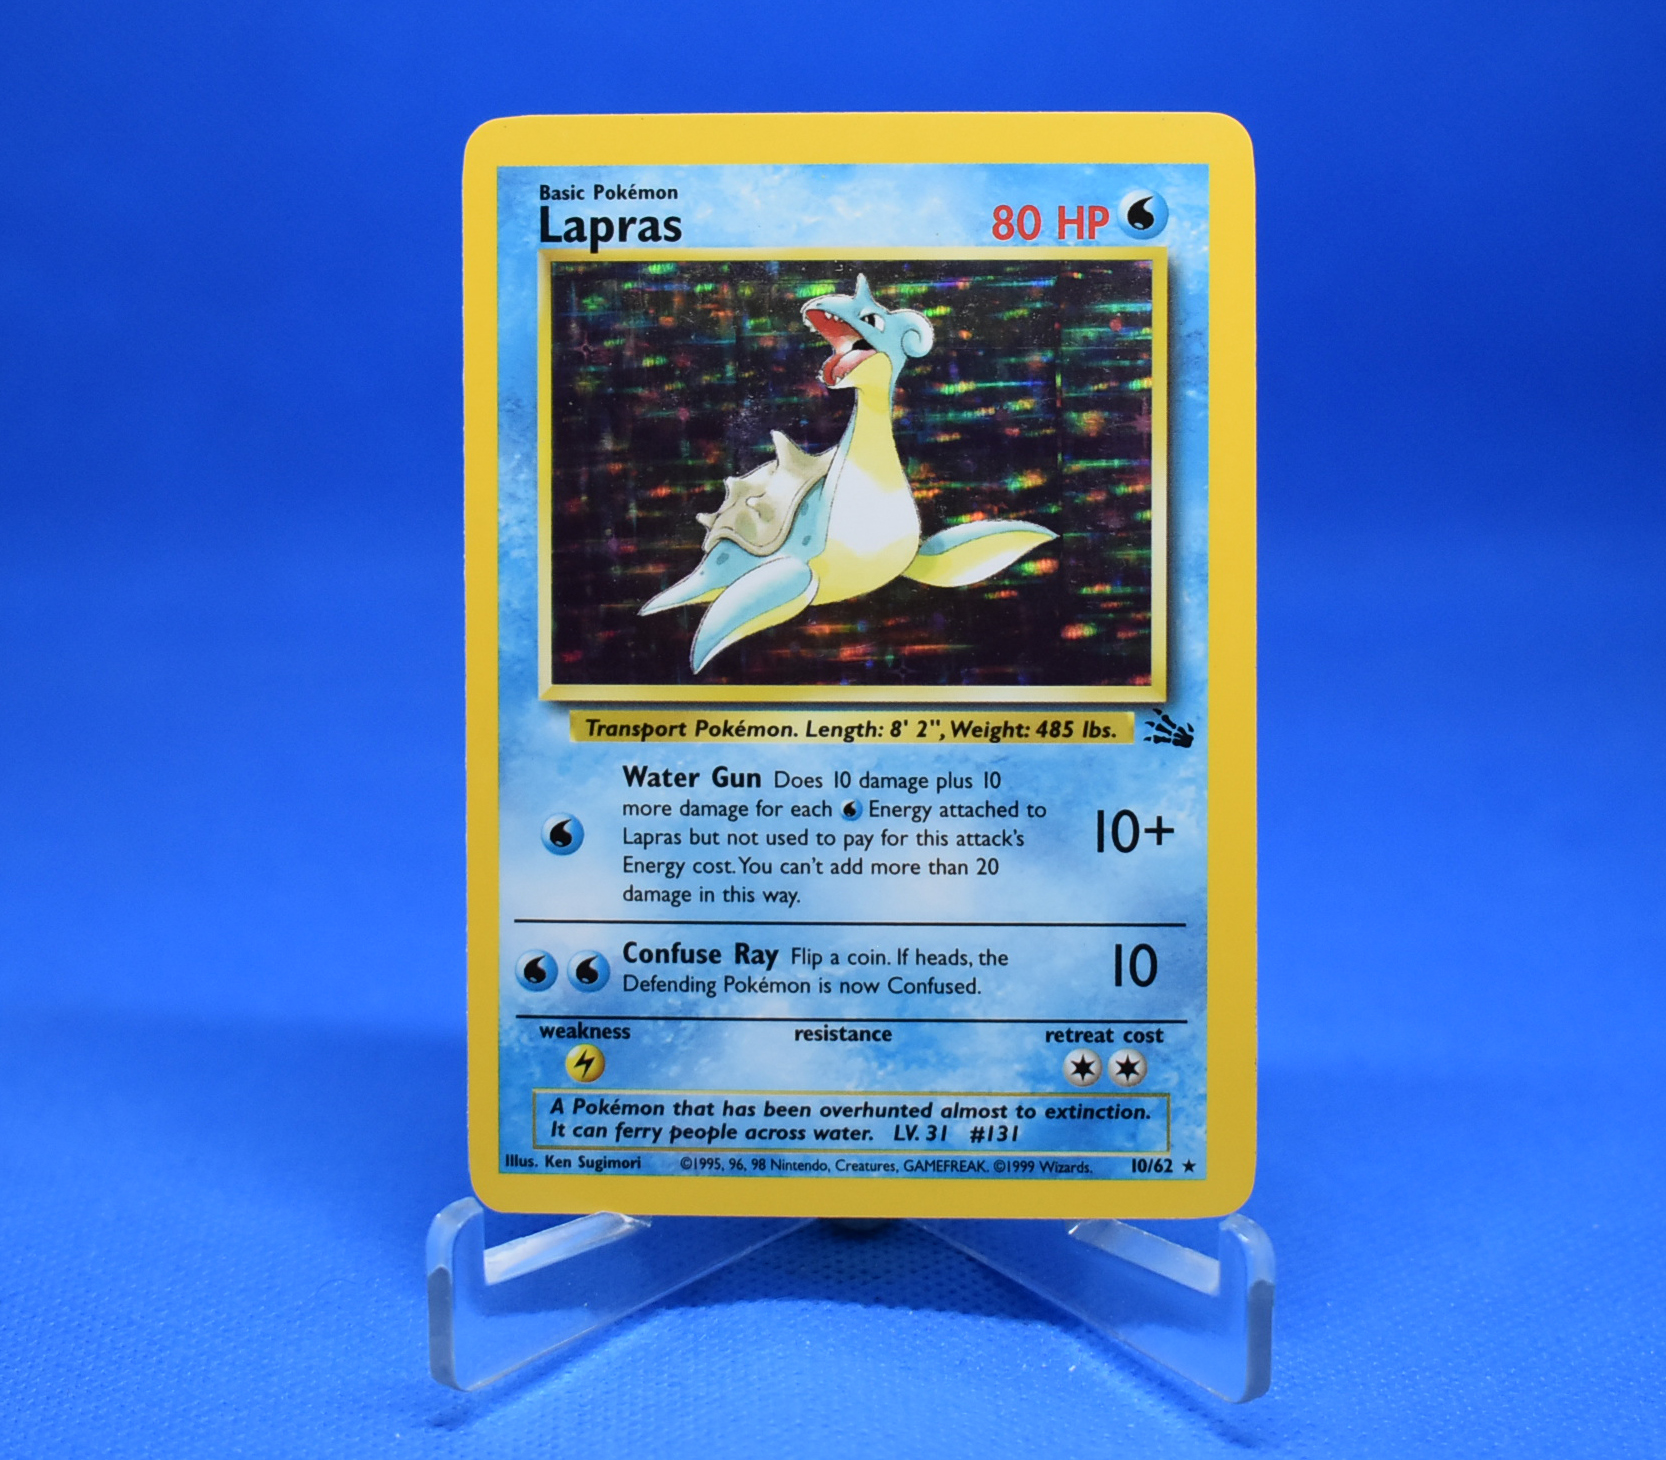 Basic Pokémon
Lapras
80 HP
Transport Pokémon. Length: 8' 2", Weight: 485 lbs.
Water Gun Does 10 damage plus 10
more damage for each Energy attached to
Lapras but not used to pay for this attack's
Energy cost. You can't add more than 20
damage in this way.
10+
Confuse Ray Flip a coin. If heads, the
Defending Pokémon is now Confused.
10
weakness resistance retreat cost
A Pokémon that has been overhunted almost to extinction.
It can ferry people across water. LV. 31 #131
Illus. Ken Sugimori ©1995, 96, 98 Nintendo, Creatures, GAMEFREAK. ©1999 Wizards. 10/62 ★